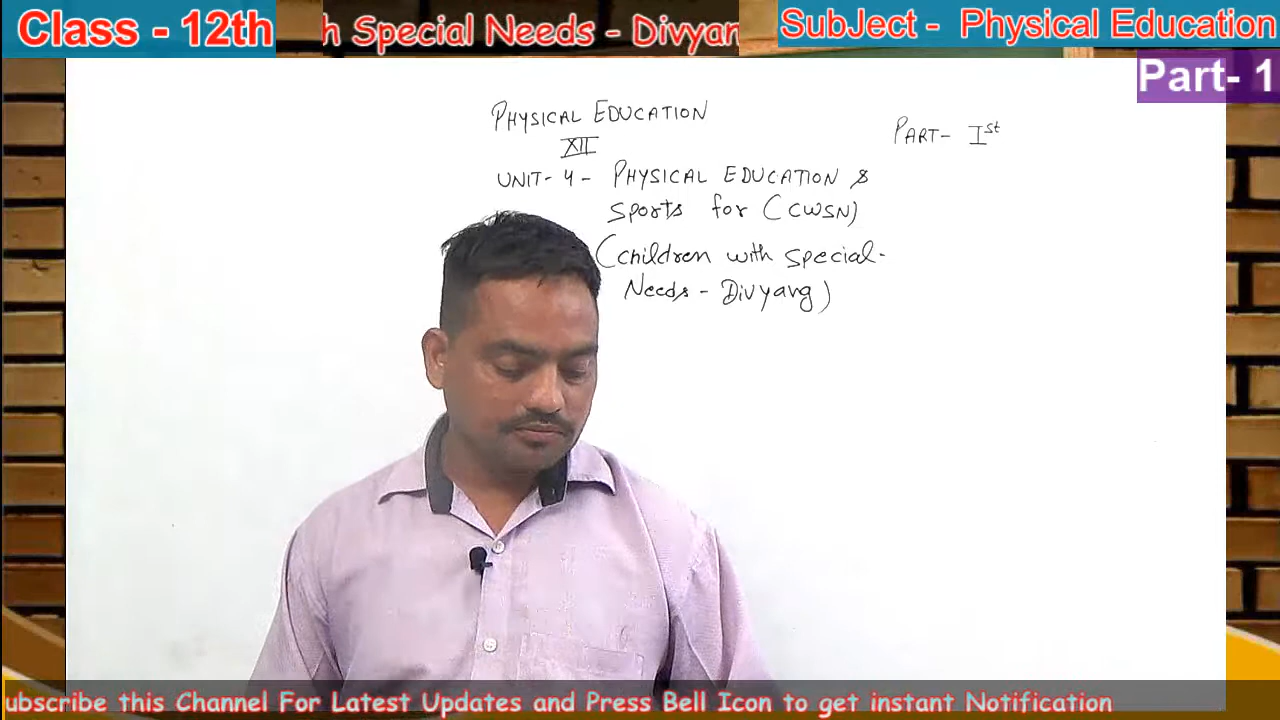 Class - 12th
h Special Needs - Divyan
SubJect - Physical Education
Part- 1
PHYSICAL EDUCATION
XII
PART- Ist
UNIT- 4 - PHYSICAL EDUCATION &
Sports for (CWSN)
(children with special-
Needs - Divyang)
ubscribe this Channel For Latest Updates and Press Bell Icon to get instant Notification